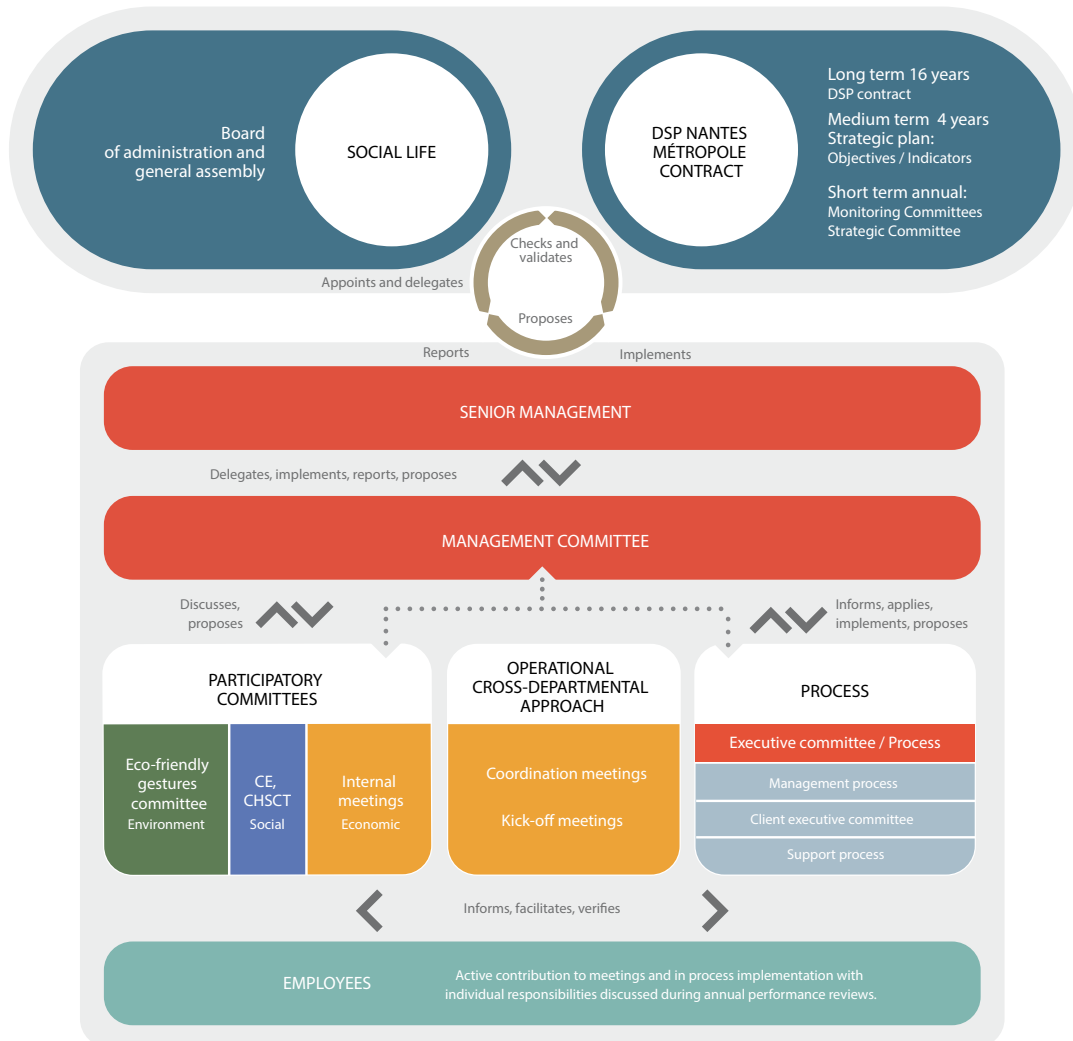 Board
of administration and
general assembly
SOCIAL LIFE
DSP NANTES
MÉTROPOLE
CONTRACT
Long term 16 years
DSP contract
Medium term 4 years
Strategic plan:
Objectives / Indicators
Short term annual:
Monitoring Committees
Strategic Committee
Checks and
validates
Appoints and delegates
Proposes
Reports
Implements
SENIOR MANAGEMENT
Delegates, implements, reports, proposes
MANAGEMENT COMMITTEE
Discusses,
proposes
Informs, applies,
implements, proposes
PARTICIPATORY
COMMITTEES
Eco-friendly
gestures
committee
Environment
CE,
CHSCT
Social
Internal
meetings
Economic
OPERATIONAL
CROSS-DEPARTMENTAL
APPROACH
Coordination meetings
Kick-off meetings
PROCESS
Executive committee / Process
Management process
Client executive committee
Support process
Informs, facilitates, verifies
EMPLOYEES
Active contribution to meetings and in process implementation with
individual responsibilities discussed during annual performance reviews.